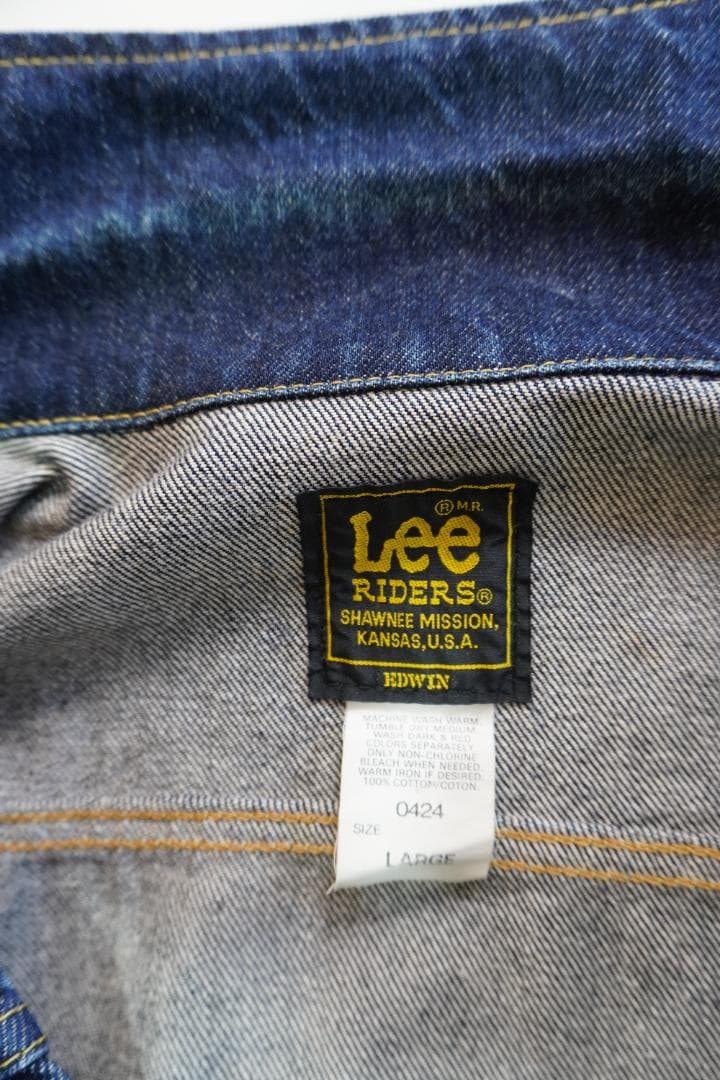 ® M.R.
Lee
RIDERS®
SHAWNEE MISSION,
KANSAS, U.S.A.
EDWIN
MACHINE WASH WARM,
TUMBLE DRY MEDIUM.
WASH DARK & RED
COLORS SEPARATELY
ONLY NON-CHLORINE
BLEACH WHEN NEEDED.
WARM IRON IF DESIRED.
100% COTTON/COTON.
0424
SIZE
LARGE